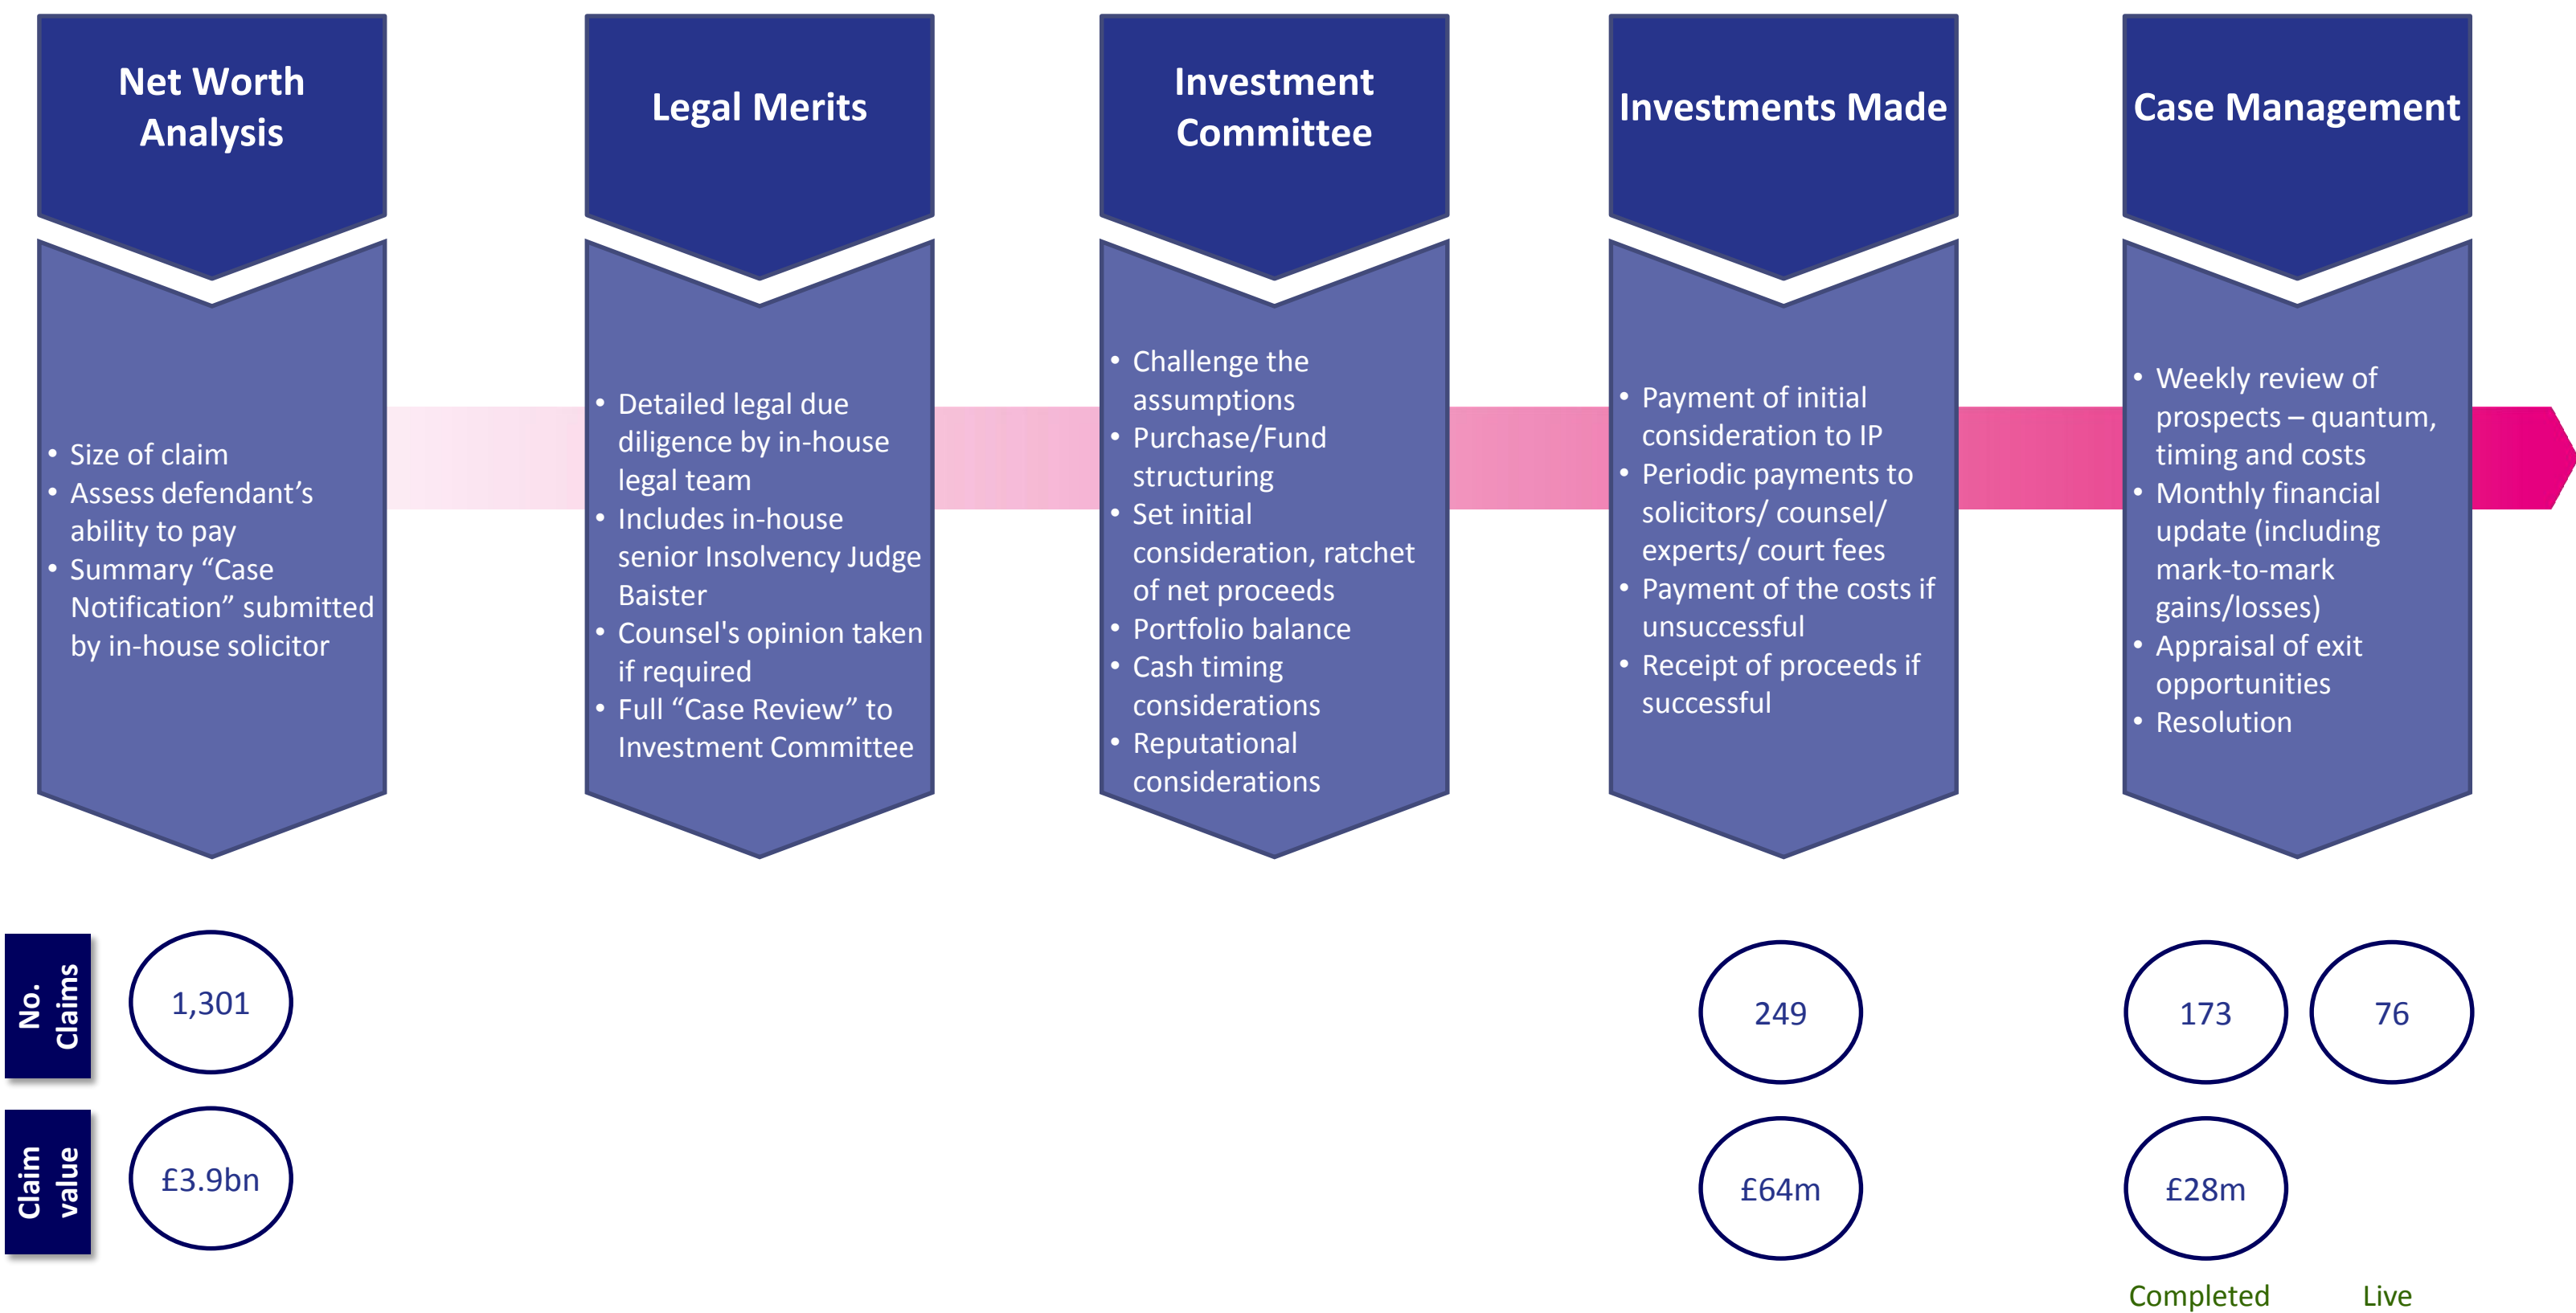 Net Worth
Analysis
Legal Merits
Investment
Committee
Investments Made
Case Management
• Size of claim
• Assess defendant’s
ability to pay
• Summary “Case
Notification” submitted
by in-house solicitor
• Detailed legal due
diligence by in-house
legal team
• Includes in-house
senior Insolvency Judge
Baister
• Counsel's opinion taken
if required
• Full “Case Review” to
Investment Committee
• Challenge the
assumptions
• Purchase/Fund
structuring
• Set initial
consideration, ratchet
of net proceeds
• Portfolio balance
• Cash timing
considerations
• Reputational
considerations
• Payment of initial
consideration to IP
• Periodic payments to
solicitors/ counsel/
experts/ court fees
• Payment of the costs if
unsuccessful
• Receipt of proceeds if
successful
• Weekly review of
prospects – quantum,
timing and costs
• Monthly financial
update (including
mark-to-mark
gains/losses)
• Appraisal of exit
opportunities
• Resolution
No.
Claims
1,301
249
173
76
Claim
value
£3.9bn
£64m
£28m
Completed
Live